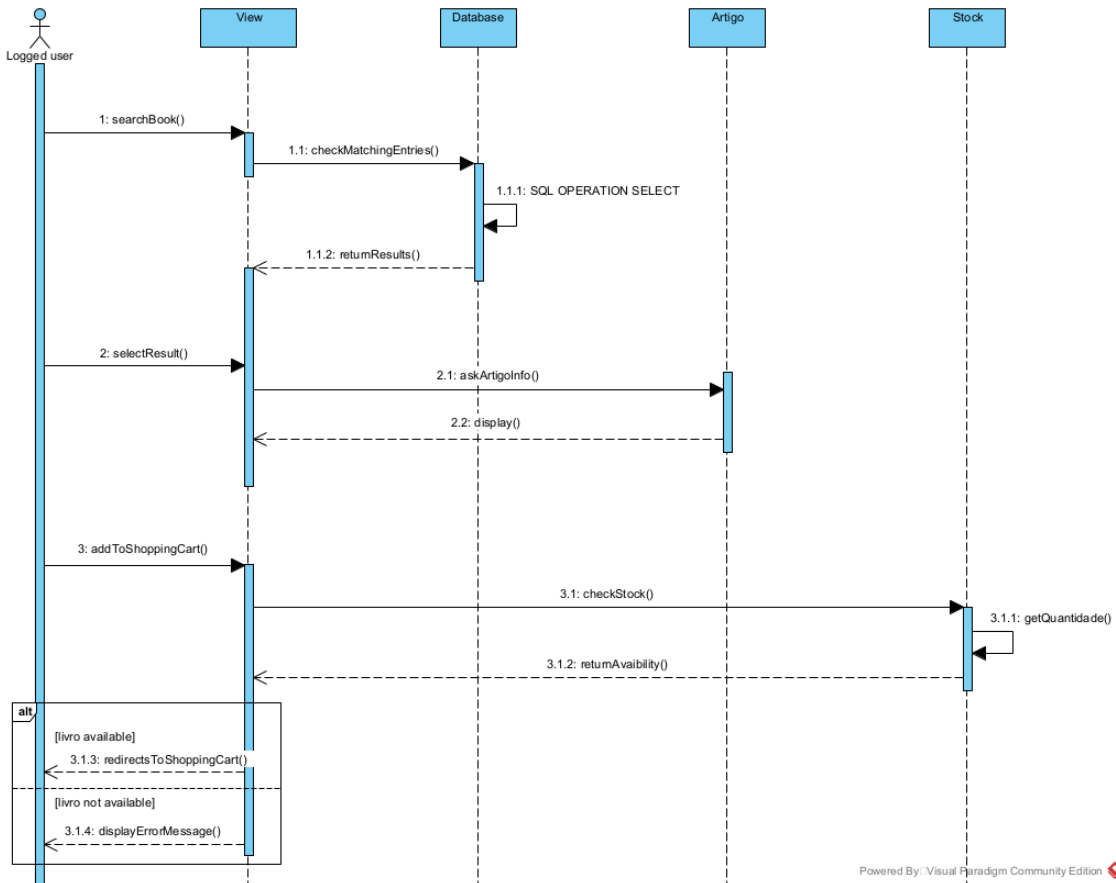 View
Database
Artigo
Stock
Logged user
1: searchBook()
1.1: checkMatchingEntries()
1.1.1: SQL OPERATION SELECT
1.1.2: returnResults()
2: selectResult()
2.1: askArtigoInfo()
2.2: display()
3: addToShoppingCart()
3.1: checkStock()
3.1.1: getQuantidade()
3.1.2: returnAvaibility()
alt
[livro available]
3.1.3: redirectsToShoppingCart()
[livro not available]
3.1.4: displayErrorMessage()
Powered By Visual Paradigm Community Edition